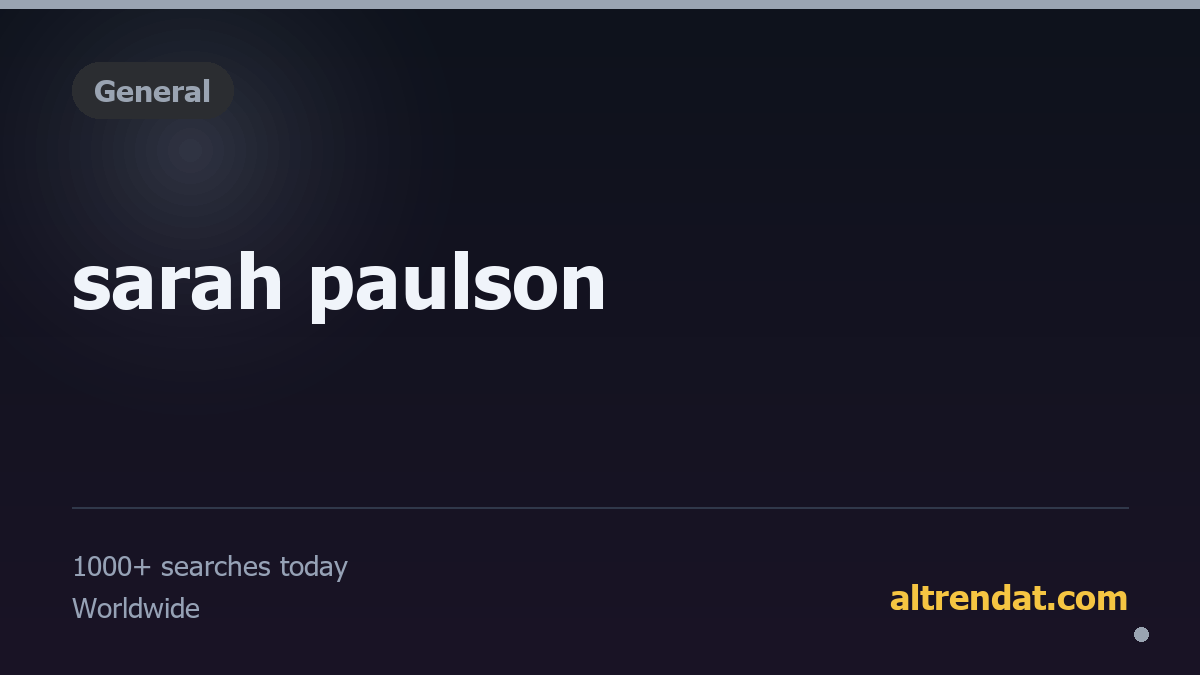 General
sarah paulson
1000+ searches today
Worldwide
altrendat.com